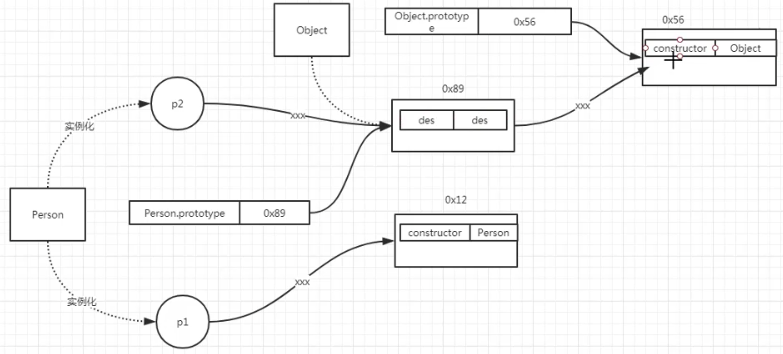 Object.prototyp
e
0x56
0x56
Object
constructor
Object
0x89
p2
xxx
des
des
xxx
实例化
Person.prototype
0x89
0x12
Person
constructor
Person
xxx
实例化
p1